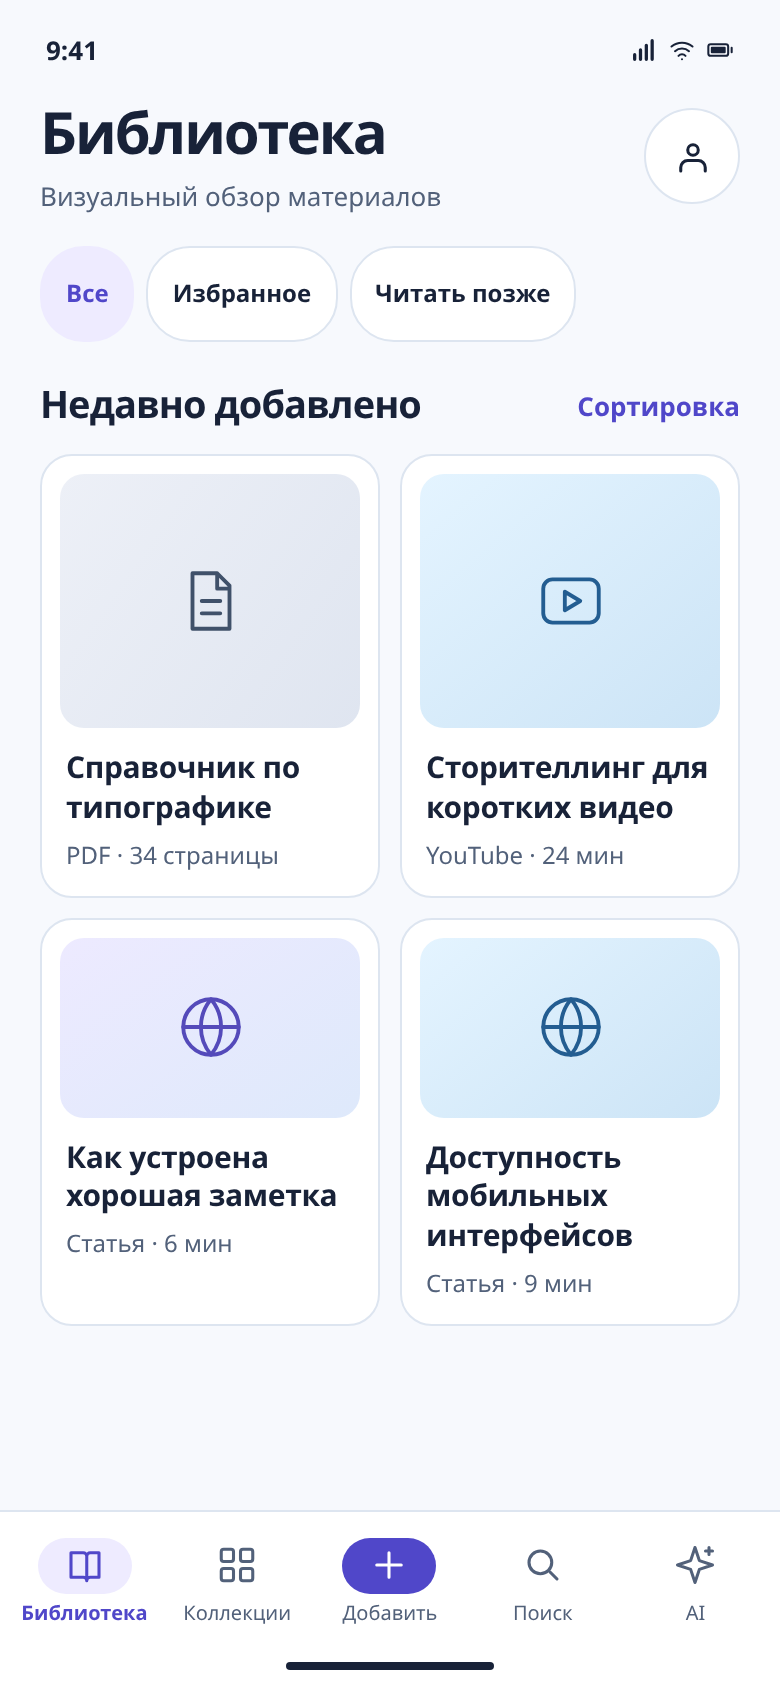 9:41
Библиотека
Визуальный обзор материалов
Все
Избранное
Читать позже
Недавно добавлено
Сортировка
Справочник по
типографике
PDF · 34 страницы
Сторителлинг для
коротких видео
YouTube · 24 мин
Как устроена
хорошая заметка
Статья · 6 мин
Доступность
мобильных
интерфейсов
Статья · 9 мин
Библиотека
Коллекции
Добавить
Поиск
AI